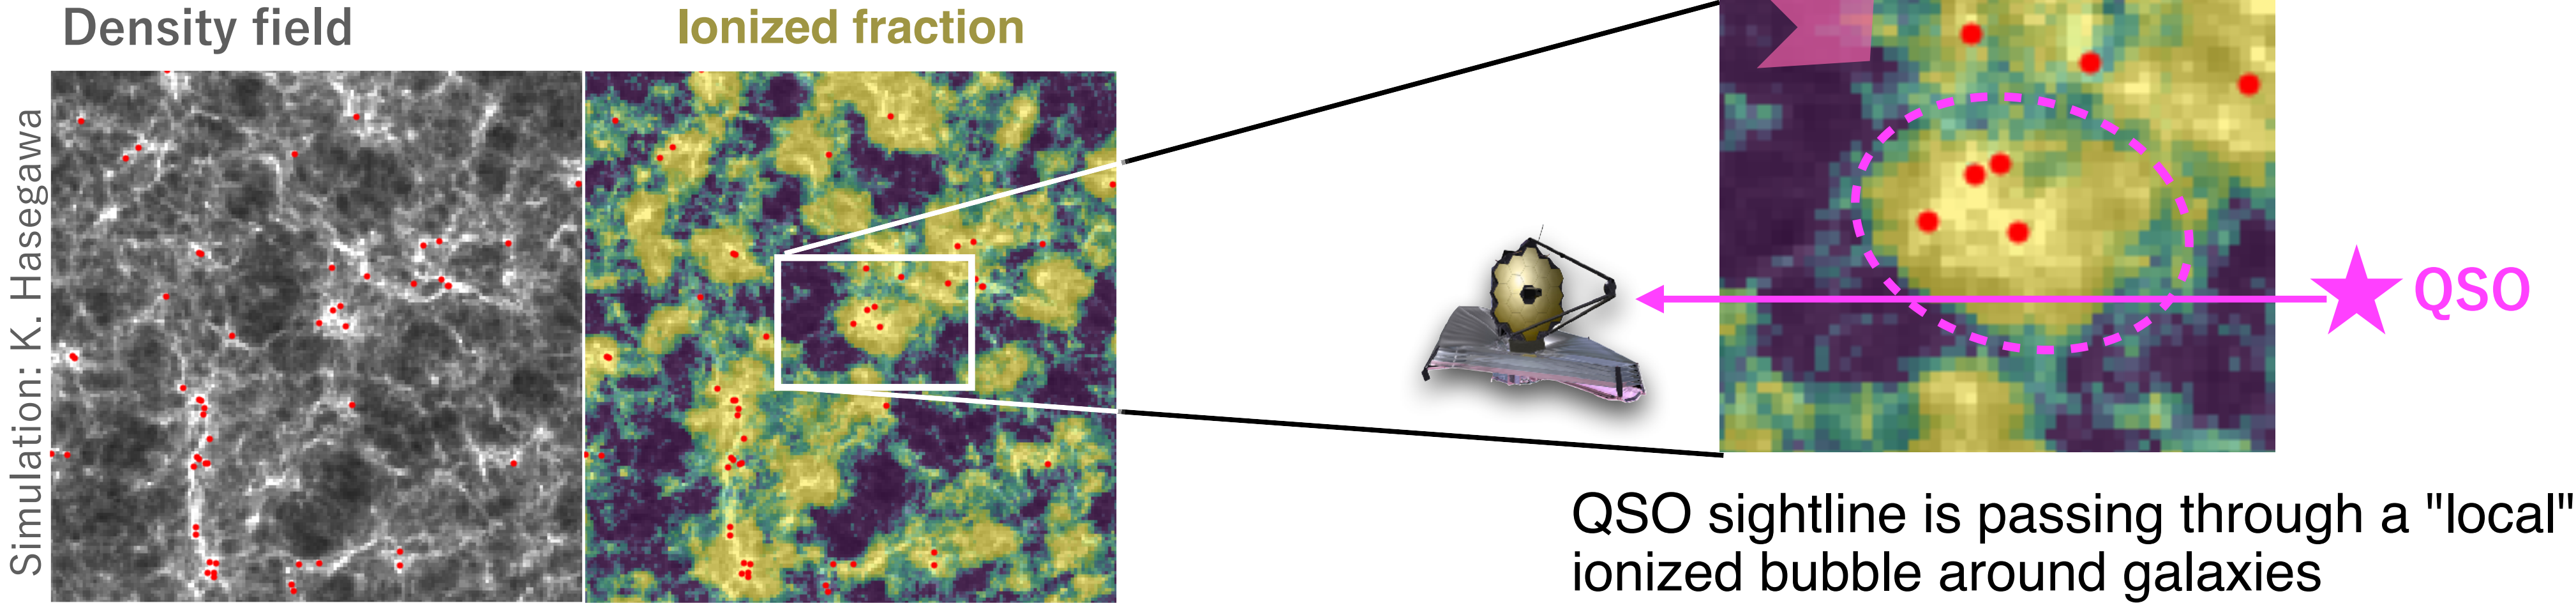 Density field
Ionized fraction
Simulation: K. Hasegawa
QSO
QSO sightline is passing through a "local"
ionized bubble around galaxies